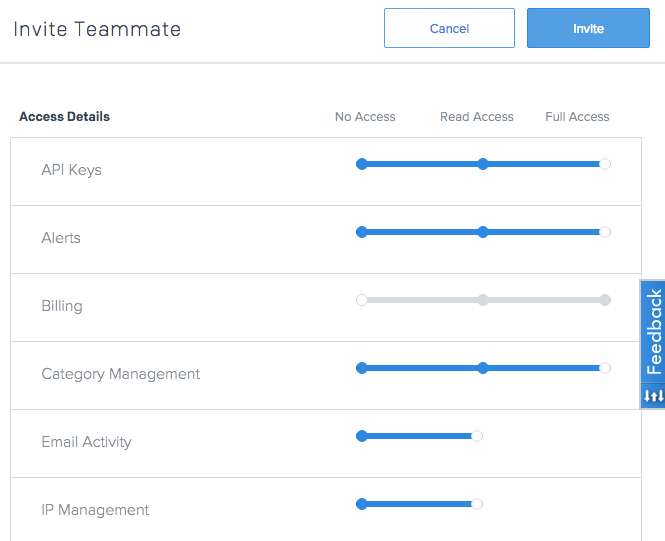 Invite Teammate
Cancel
Invite
Access Details
No Access
Read Access
Full Access
API Keys
Alerts
Billing
Feedback
Category Management
Email Activity
IP Management